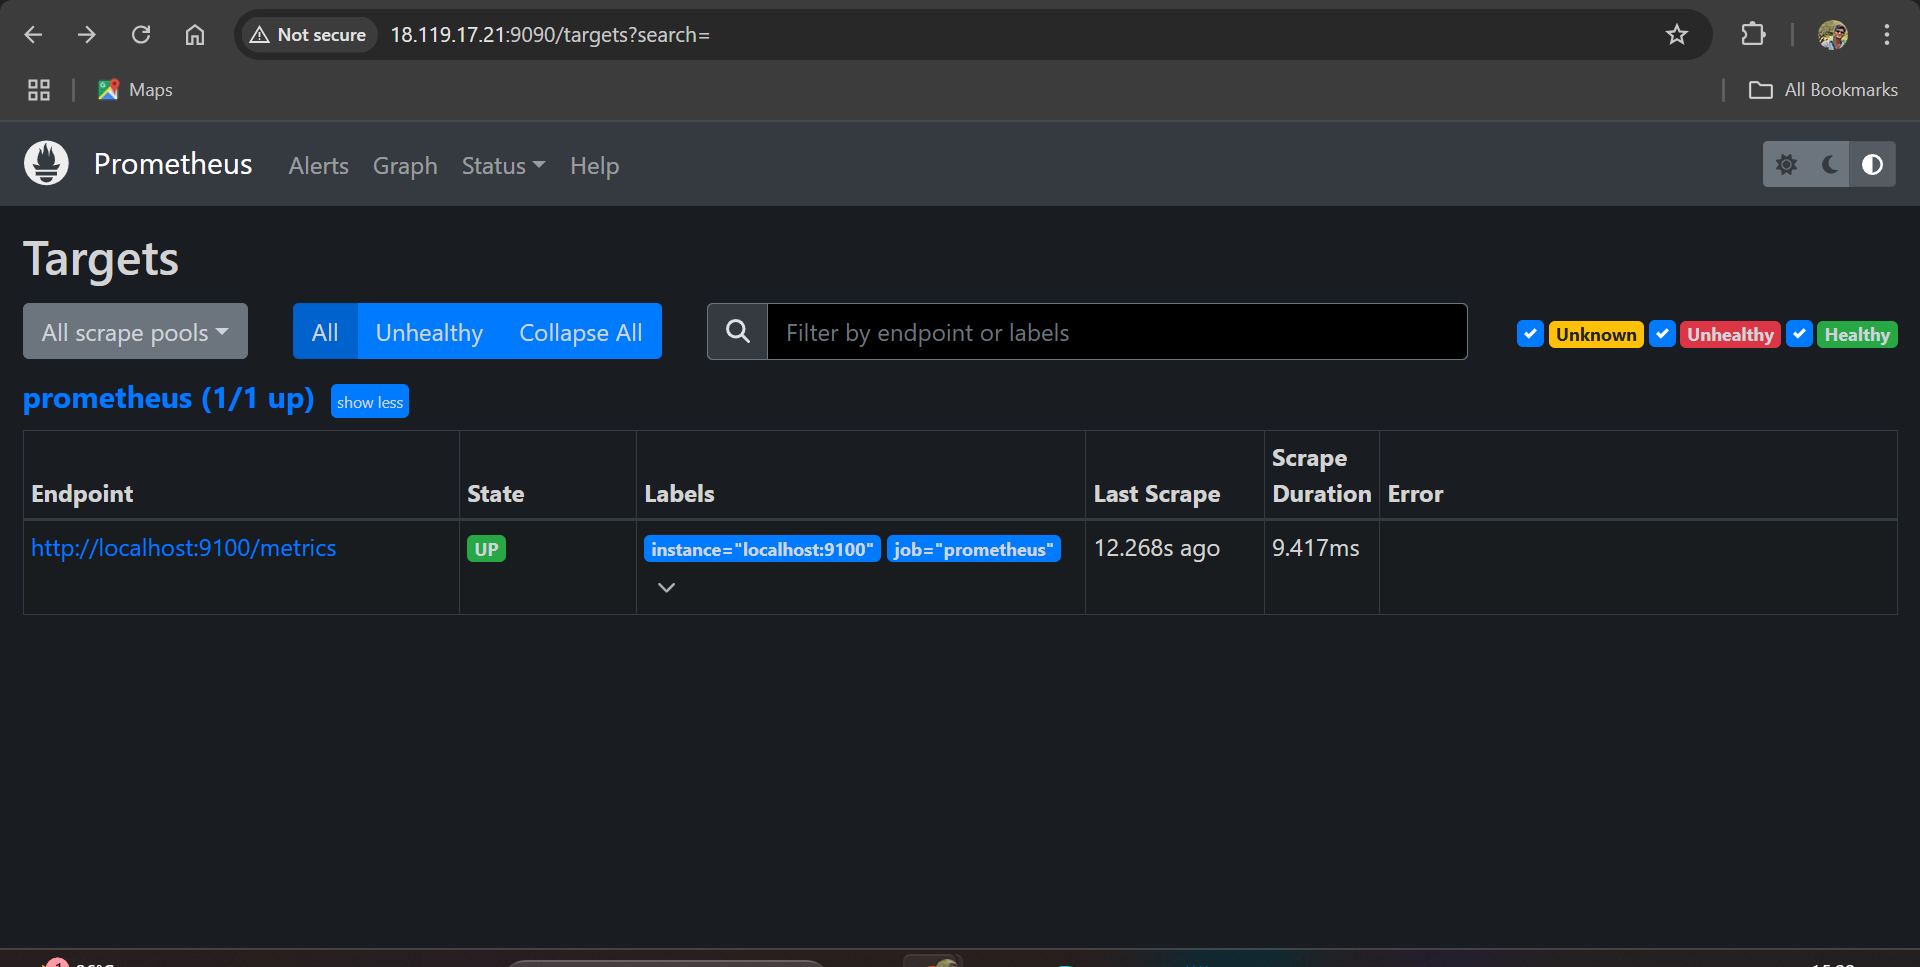 Not secure 18.119.17.21:9090/targets?search=
Maps
All Bookmarks
Prometheus Alerts Graph Status Help
Targets
All scrape pools All Unhealthy Collapse All Filter by endpoint or labels Unknown Unhealthy Healthy
prometheus (1/1 up) show less
Endpoint State Labels Last Scrape Scrape Duration Error
http://localhost:9100/metrics UP instance="localhost:9100" job="prometheus" 12.268s ago 9.417ms